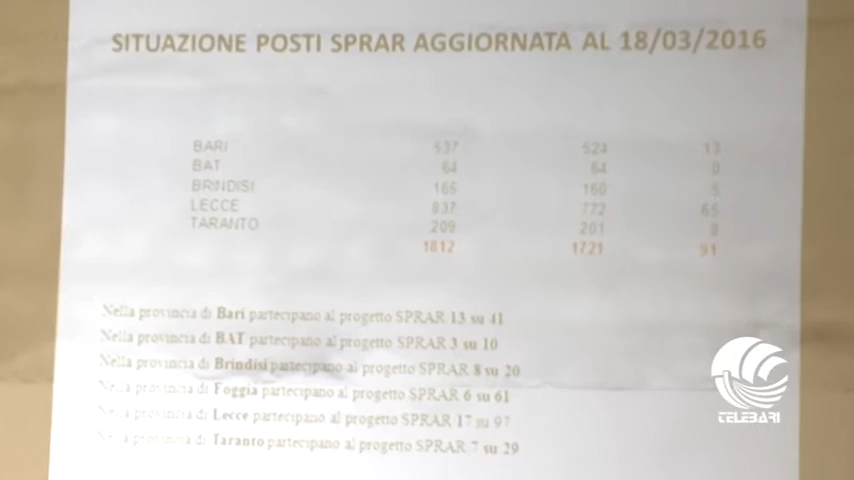 SITUAZIONE POSTI SPRAR AGGIORNATA AL 18/03/2016
BARI 537 524 13
BAT 64 64 0
BRINDISI 165 160 5
LECCE 837 772 65
TARANTO 209 201 8
1812 1721 91
Nella provincia di Bari partecipano al progetto SPRAR 13 su 41
Nella provincia di BAT partecipano al progetto SPRAR 3 su 10
Nella provincia di Brindisi partecipano al progetto SPRAR 8 su 20
Nella provincia di Foggia partecipano al progetto SPRAR 6 su 61
Nella provincia di Lecce partecipano al progetto SPRAR 17 su 97
Nella provincia di Taranto partecipano al progetto SPRAR 7 su 29
TELEBARI